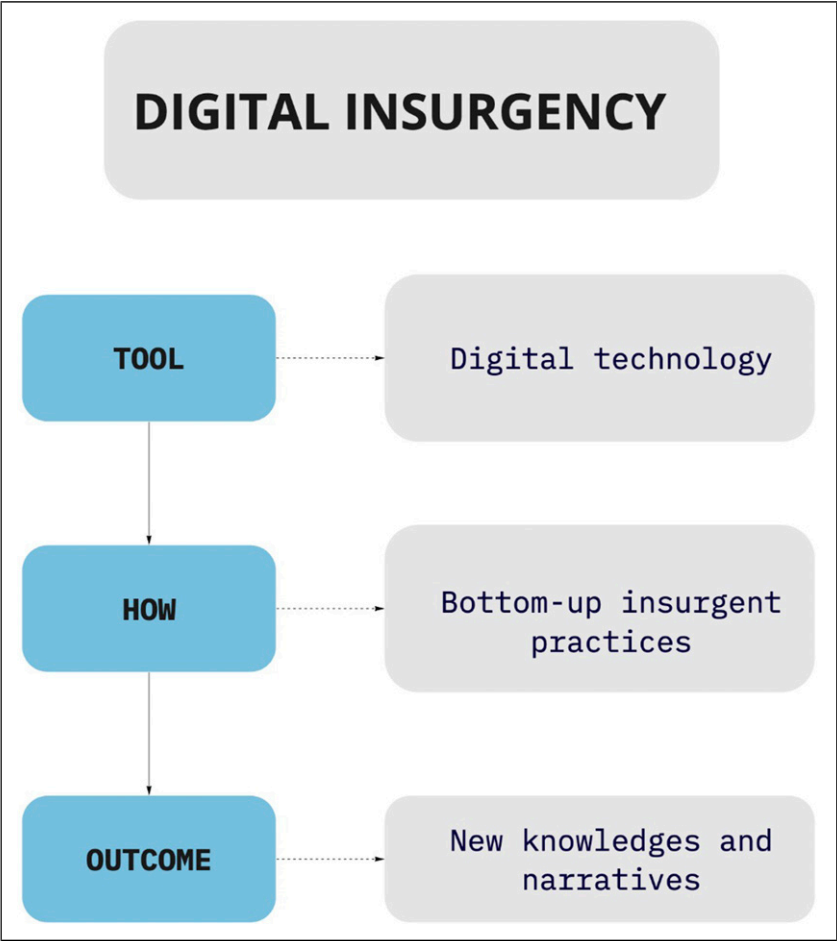 DIGITAL INSURGENCY
TOOL
Digital technology
HOW
Bottom-up insurgent
practices
OUTCOME
New knowledges and
narratives